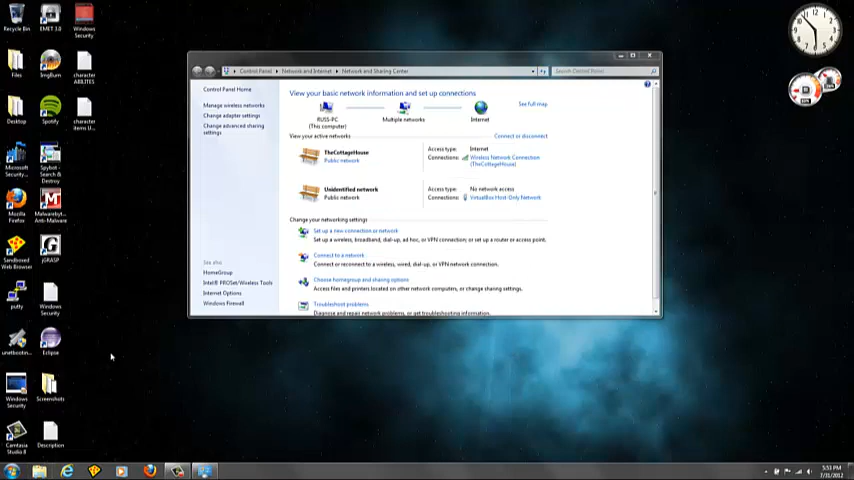 Recycle Bin
EMET 3.0
Windows
Security
Files
ImgBurn
character
ABILITES
Desktop
Spotify
character
items U...
Microsoft
Security...
Spybot -
Search &
Destroy
Mozilla
Firefox
Malwareby...
Anti-Malware
Sandboxed
Web Browser
jGRASP
putty
Windows
Security
unetbootin...
Eclipse
Windows
Security
Screenshots
Camtasia
Studio 8
Description
Control Panel
Network and Internet
Network and Sharing Center
Search Control Panel
Control Panel Home
Manage wireless networks
Change adapter settings
Change advanced sharing
settings
See also
HomeGroup
Intel® PROSet/Wireless Tools
Internet Options
Windows Firewall
View your basic network information and set up connections
See full map
RUSS-PC
(This computer)
Multiple networks
Internet
View your active networks
Connect or disconnect
TheCottageHouse
Public network
Access type: Internet
Connections: Wireless Network Connection
(TheCottageHouse)
Unidentified network
Public network
Access type: No network access
Connections: VirtualBox Host-Only Network
Change your networking settings
Set up a new connection or network
Set up a wireless, broadband, dial-up, ad hoc, or VPN connection; or set up a router or access point.
Connect to a network
Connect or reconnect to a wireless, wired, dial-up, or VPN network connection.
Choose homegroup and sharing options
Access files and printers located on other network computers, or change sharing settings.
Troubleshoot problems
Diagnose and repair network problems, or get troubleshooting information.
5:53 PM
7/31/2012